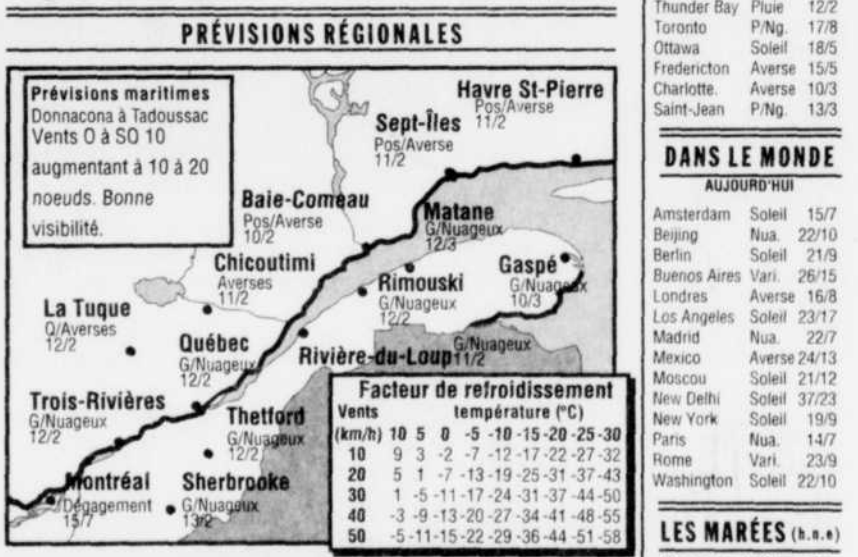 PRÉVISIONS RÉGIONALES
Prévisions maritimes
Donnacona à Tadoussac
Vents O à SO 10
augmentant à 10 à 20
noeuds. Bonne
visibilité.
Havre St-Pierre
Pos/Averse
11/2
Sept-Îles
Pos/Averse
11/2
Baie-Comeau
Pos/Averse
10/2
Matane
G/Nuageux
12/3
Chicoutimi
Averses
11/2
Rimouski
G/Nuageux
12/2
Gaspé
G/Nuageux
10/3
La Tuque
Q/Averses
12/2
Québec
G/Nuageux
12/2
Rivière-du-Loup
G/Nuageux
11/2
Trois-Rivières
G/Nuageux
12/2
Thetford
G/Nuageux
12/2
Montréal
Dégagement
15/7
Sherbrooke
G/Nuageux
13/2
Facteur de refroidissement
Vents température (°C)
(km/h) 10 5 0 -5 -10 -15 -20 -25 -30
10 9 3 -2 -7 -12 -17 -22 -27 -32
20 5 1 -7 -13 -19 -25 -31 -37 -43
30 1 -5 -11 -17 -24 -31 -37 -44 -50
40 -3 -9 -13 -20 -27 -34 -41 -48 -55
50 -5 -11 -15 -22 -29 -36 -44 -51 -58
Thunder Bay Pluie 12/2
Toronto P/Ng. 17/8
Ottawa Soleil 18/5
Fredericton Averse 15/5
Charlotte. Averse 10/3
Saint-Jean P/Ng. 13/3
DANS LE MONDE
AUJOURD'HUI
Amsterdam Soleil 15/7
Beijing Nua. 22/10
Berlin Soleil 21/9
Buenos Aires Vari. 26/15
Londres Averse 16/8
Los Angeles Soleil 23/17
Madrid Nua. 22/7
Mexico Averse 24/13
Moscou Soleil 21/12
New Delhi Soleil 37/23
New York Soleil 19/9
Paris Nua. 14/7
Rome Vari. 23/9
Washington Soleil 22/10
LES MARÉES (h.n.e)